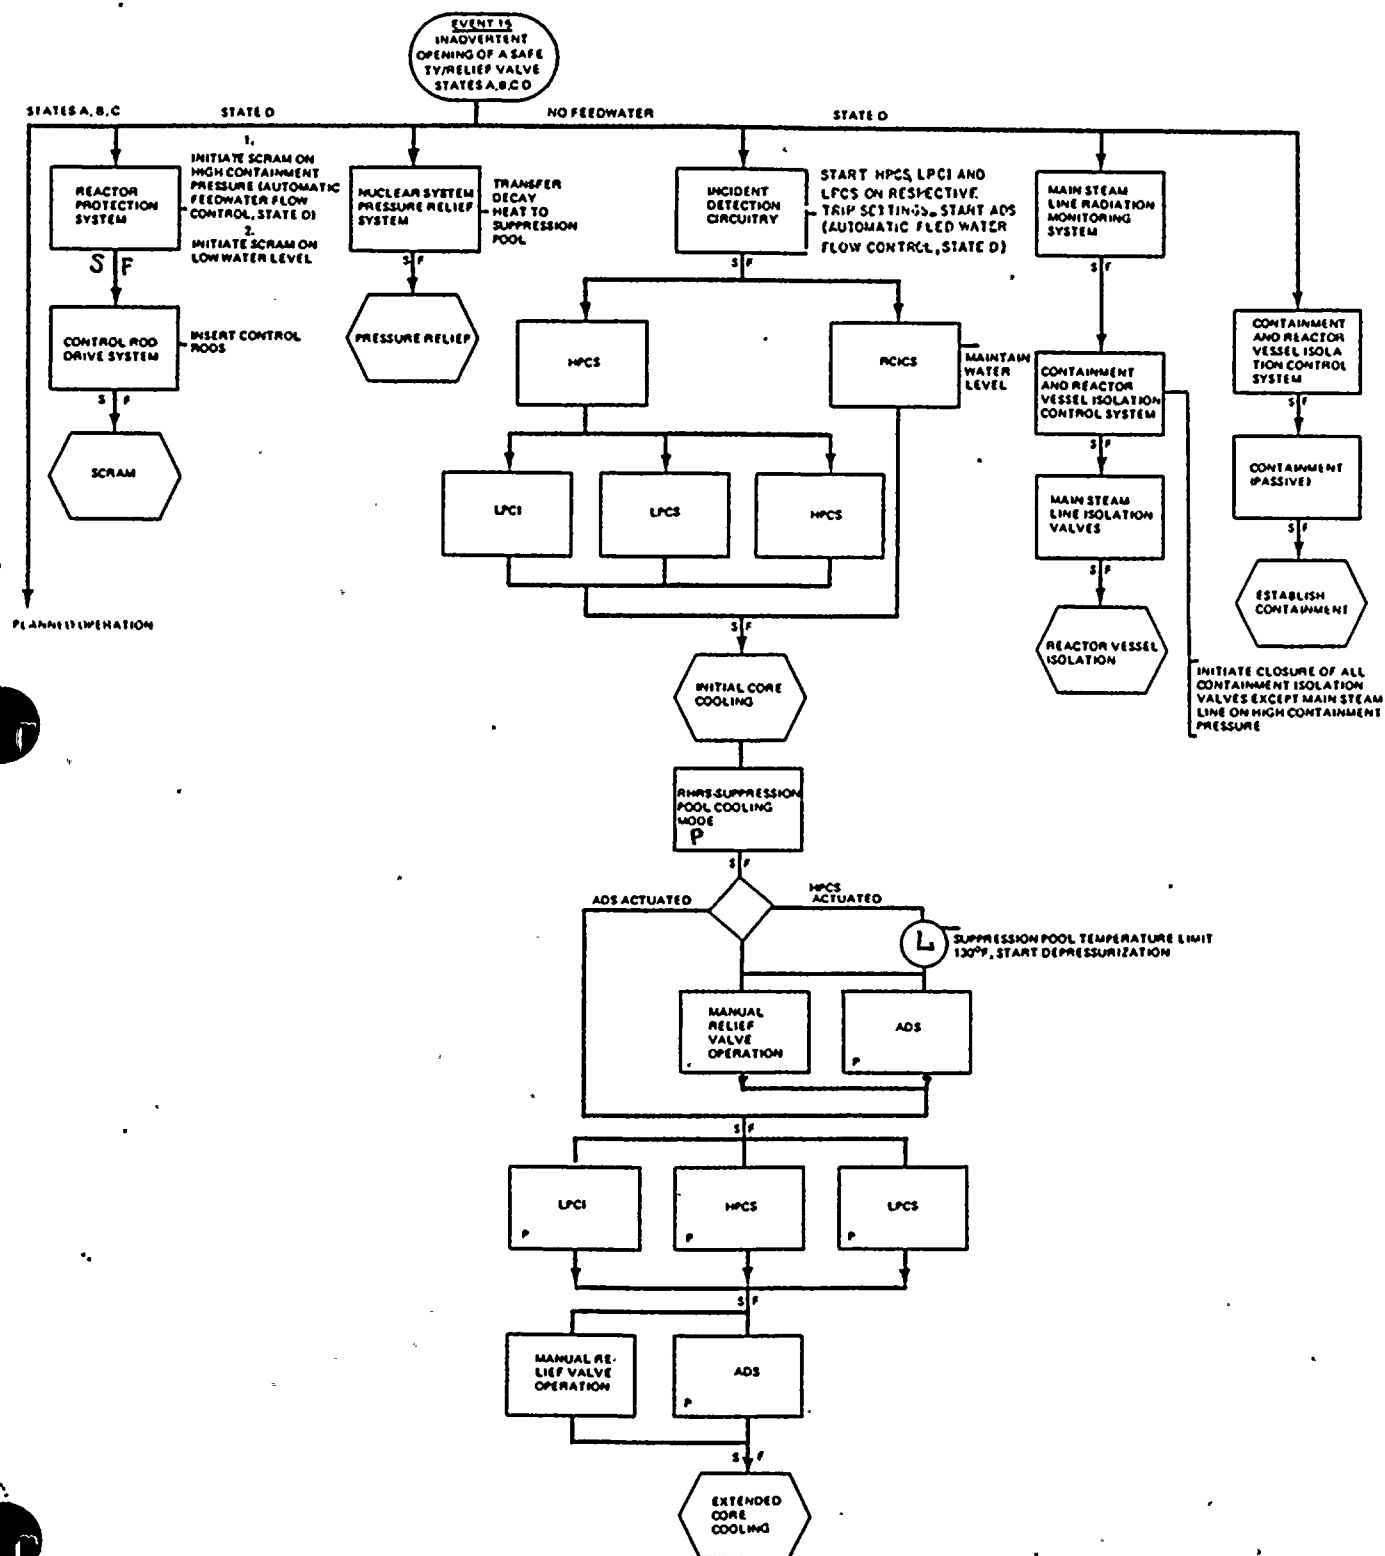 EVENT 15
INADVERTENT
OPENING OF A SAFE
TY/RELIEF VALVE
STATES A,B,C D
STATES A, B, C
STATE D
NO FEEDWATER
STATE D
REACTOR
PROTECTION
SYSTEM
1.
INITIATE SCRAM ON
HIGH CONTAINMENT
PRESSURE (AUTOMATIC
FEEDWATER FLOW
CONTROL, STATE D)
2.
INITIATE SCRAM ON
LOW WATER LEVEL
S F
NUCLEAR SYSTEM
PRESSURE RELIEF
SYSTEM
TRANSFER
DECAY
HEAT TO
SUPPRESSION
POOL
S F
INCIDENT
DETECTION
CIRCUITRY
START HPCS, LPCI AND
LPCS ON RESPECTIVE
TRIP SETTINGS, START ADS
(AUTOMATIC FEED WATER
FLOW CONTROL, STATE D)
S F
MAIN STEAM
LINE RADIATION
MONITORING
SYSTEM
S F
CONTROL ROD
DRIVE SYSTEM
INSERT CONTROL
RODS
S F
PRESSURE RELIEF
HPCS
RCICS
MAINTAIN
WATER
LEVEL
CONTAINMENT
AND REACTOR
VESSEL ISOLATION
CONTROL SYSTEM
S F
CONTAINMENT
AND REACTOR
VESSEL ISOLA
TION CONTROL
SYSTEM
S F
SCRAM
LPCI
LPCS
HPCS
MAIN STEAM
LINE ISOLATION
VALVES
S F
CONTAINMENT
(PASSIVE)
S F
PLANNED OPERATION
S F
REACTOR VESSEL
ISOLATION
ESTABLISH
CONTAINMENT
INITIATE CLOSURE OF ALL
CONTAINMENT ISOLATION
VALVES EXCEPT MAIN STEAM
LINE ON HIGH CONTAINMENT
PRESSURE
INITIAL CORE
COOLING
RHRS-SUPPRESSION
POOL COOLING
MODE
P
S F
ADS ACTUATED
HPCS
ACTUATED
L
SUPPRESSION POOL TEMPERATURE LIMIT
130°F, START DEPRESSURIZATION
MANUAL
RELIEF
VALVE
OPERATION
ADS
P
S F
LPCI
P
HPCS
P
LPCS
P
S F
MANUAL RE-
LIEF VALVE
OPERATION
ADS
P
S F
EXTENDED
CORE
COOLING